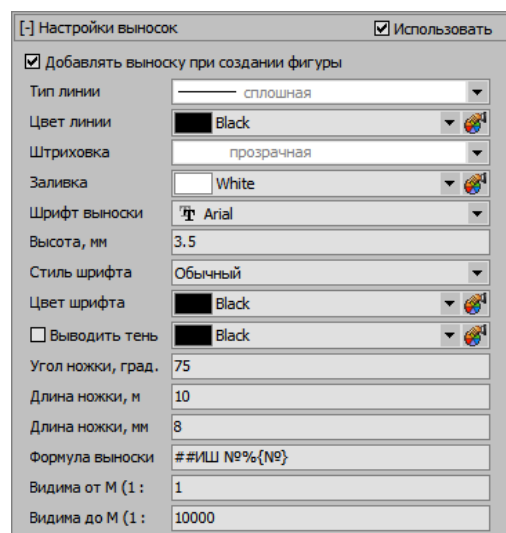 [-] Настройки выносок Использовать
Добавлять выноску при создании фигуры
Тип линии сплошная
Цвет линии Black
Штриховка прозрачная
Заливка White
Шрифт выноски Arial
Высота, мм 3.5
Стиль шрифта Обычный
Цвет шрифта Black
Выводить тень Black
Угол ножки, град. 75
Длина ножки, м 10
Длина ножки, мм 8
Формула выноски ##ИШ №%{№}
Видима от М (1 : 1
Видима до М (1 : 10000